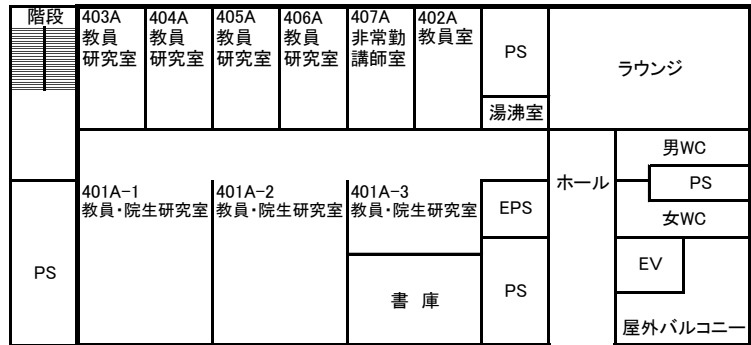 階段
403A
教員
研究室
404A
教員
研究室
405A
教員
研究室
406A
教員
研究室
407A
非常勤
講師室
402A
教員室
PS
湯沸室
ラウンジ
男WC
PS
女WC
ホール
401A-1
教員・院生研究室
401A-2
教員・院生研究室
401A-3
教員・院生研究室
EPS
PS
書 庫
PS
EV
屋外バルコニー